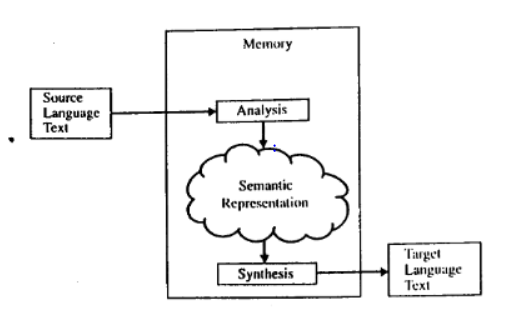 Memory
Source
Language
Text
Analysis
Semantic
Representation
Synthesis
Target
Language
Text